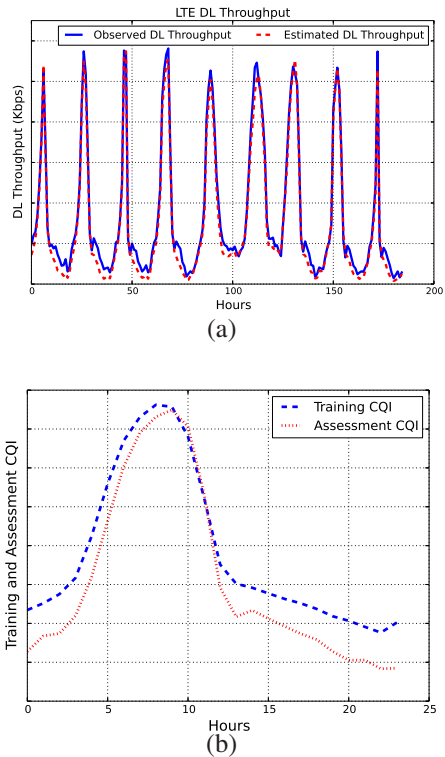 LTE DL Throughput
Observed DL Throughput
Estimated DL Throughput
DL Throughput (Kbps)
0 50 100 150 200
Hours
(a)
Training CQI
Assessment CQI
Training and Assessment CQI
0 5 10 15 20 25
Hours
(b)